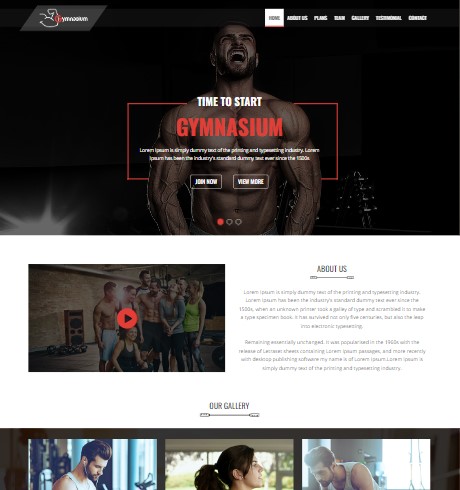 Gymnasium
HOME ABOUT US PLANS TEAM GALLERY TESTIMONIAL CONTACT
TIME TO START
GYMNASIUM
Lorem Ipsum is simply dummy text of the printing and typesetting industry. Lorem
Ipsum has been the industry's standard dummy text ever since the 1500s
JOIN NOW VIEW MORE
ABOUT US
Lorem Ipsum is simply dummy text of the printing and typesetting industry.
Lorem Ipsum has been the industry's standard dummy text ever since the
1500s, when an unknown printer took a galley of type and scrambled it to make
a type specimen book. It has survived not only five centuries, but also the leap
into electronic typesetting.
Remaining essentially unchanged. It was popularised in the 1960s with the
release of Letraset sheets containing Lorem Ipsum passages, and more recently
with desktop publishing software my name is of Lorem Ipsum.Lorem Ipsum is
simply dummy text of the printing and typesetting industry.
OUR GALLERY